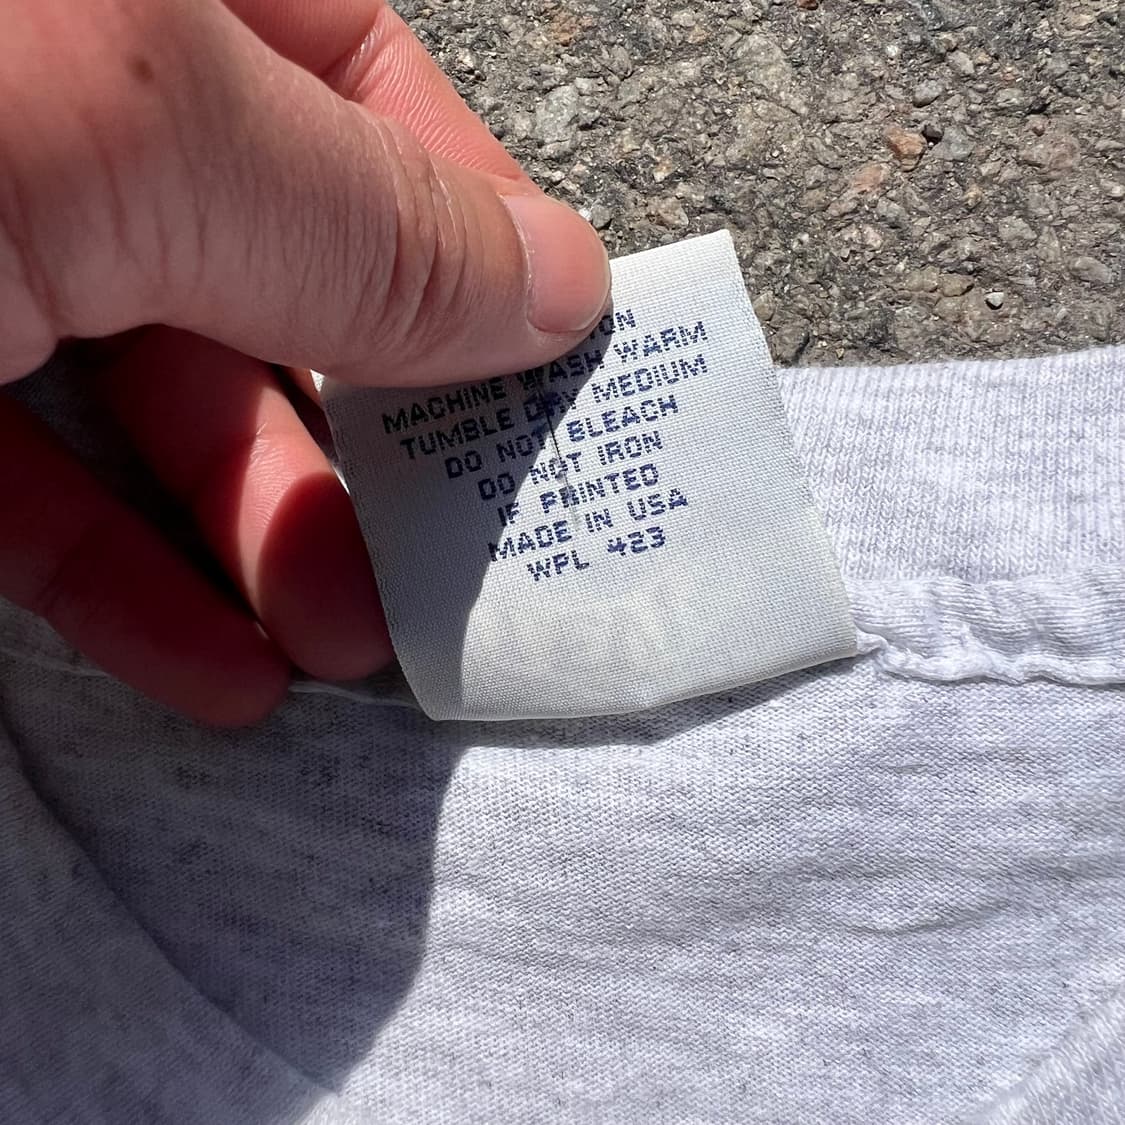 MACHINE WASH WARM
TUMBLE DRY MEDIUM
DO NOT BLEACH
DO NOT IRON
IF PRINTED
MADE IN USA
WPL 423